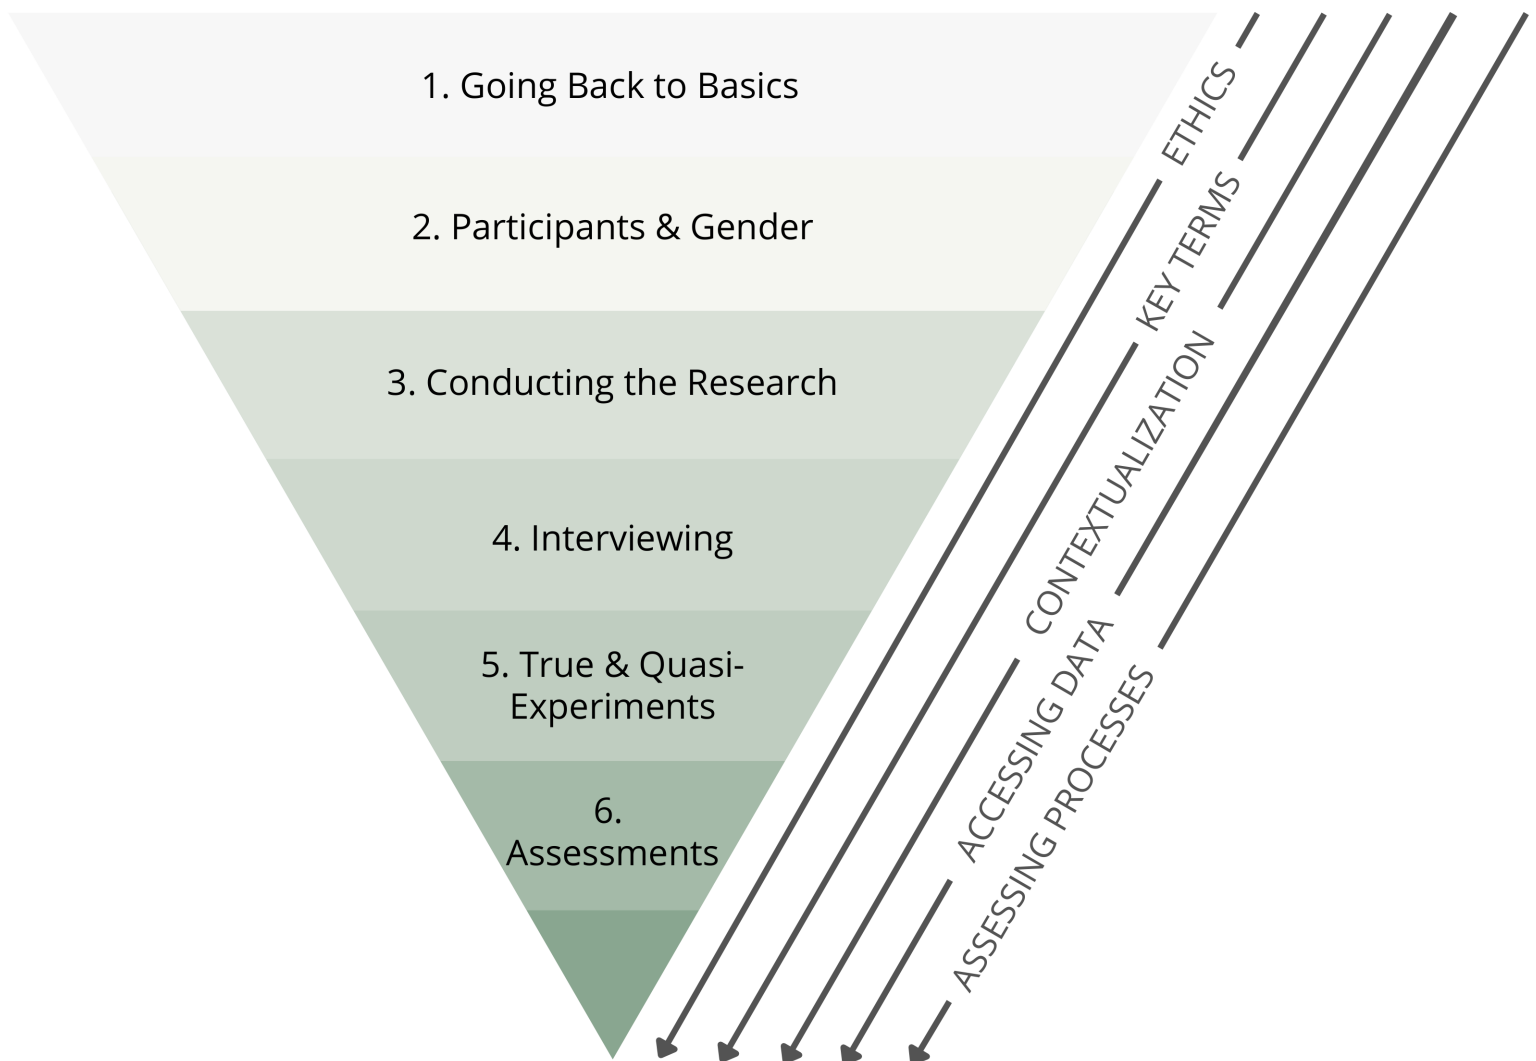 1. Going Back to Basics
2. Participants & Gender
3. Conducting the Research
4. Interviewing
5. True & Quasi-
Experiments
6.
Assessments
ETHICS
KEY TERMS
CONTEXTUALIZATION
ACCESSING DATA
ASSESSING PROCESSES